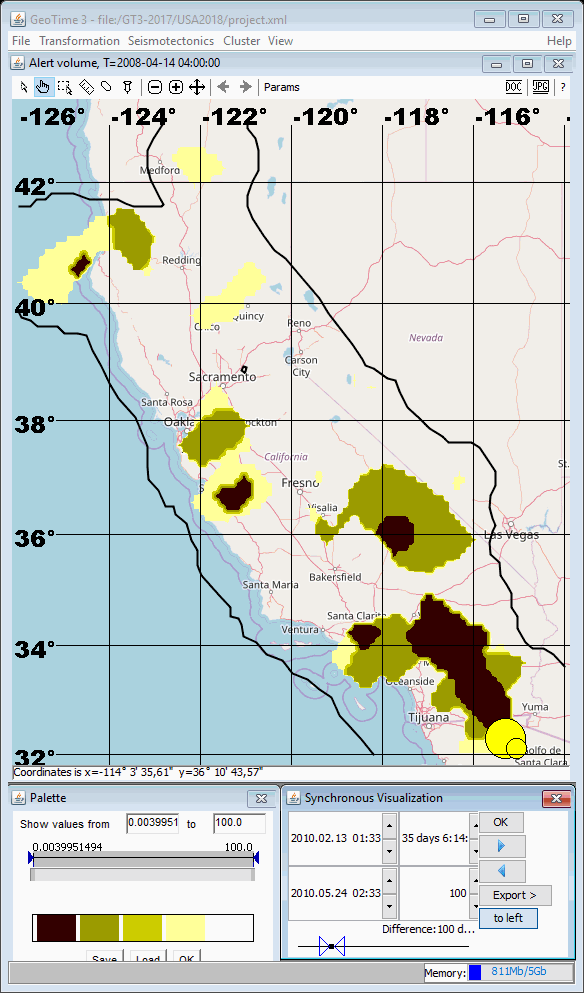 GeoTime 3 - file:/GT3-2017/USA2018/project.xml
File Transformation Seismotectonics Cluster View Help
Alert volume, T=2008-04-14 04:00:00
Params DOC JPG ?
-126° -124° -122° -120° -118° -116°
Medford
42°
Redding
40°
Quincy
Chico
Reno
Nevada
Carson
City
Sacramento
Santa Rosa
38°
Oakla
ockton
California
Fresno
S
Visalia
36°
Las Vegas
St.
Bakersfield
Santa Maria
Santa Clarita
V
Ventura
34°
M
Oceanside
Yuma
Tijuana
32°
Golfo de
Santa Clara
Coordinates is x=-114° 3' 35,61" y=36° 10' 43,57"
Palette
Show values from 0.0039951 to 100.0
0.0039951494 100.0
Save Load OK
Synchronous Visualization
2010.02.13 01:33 35 days 6:14: OK
2010.05.24 02:33 100
Export >
to left
Difference:100 d...
Memory: 811Mb/5Gb